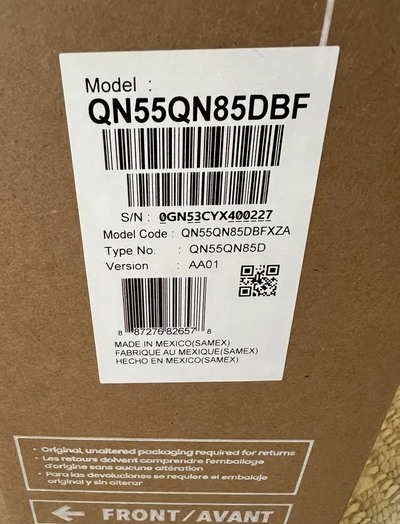 Model :
QN55QN85DBF
S/N : 0GN53CYX400227
Model Code : QN55QN85DBFXZA
Type No. : QN55QN85D
Version : AA01
8 87276 82657 8
MADE IN MEXICO(SAMEX)
FABRIQUE AU MEXIQUE(SAMEX)
HECHO EN MEXICO(SAMEX)
• Original, unaltered packaging required for returns
• Les retours doivent comprendre l'emballage
d'origine sans aucune altération
• Para las devoluciones se requiere el embalaje
original y sin alterar
← FRONT/AVANT